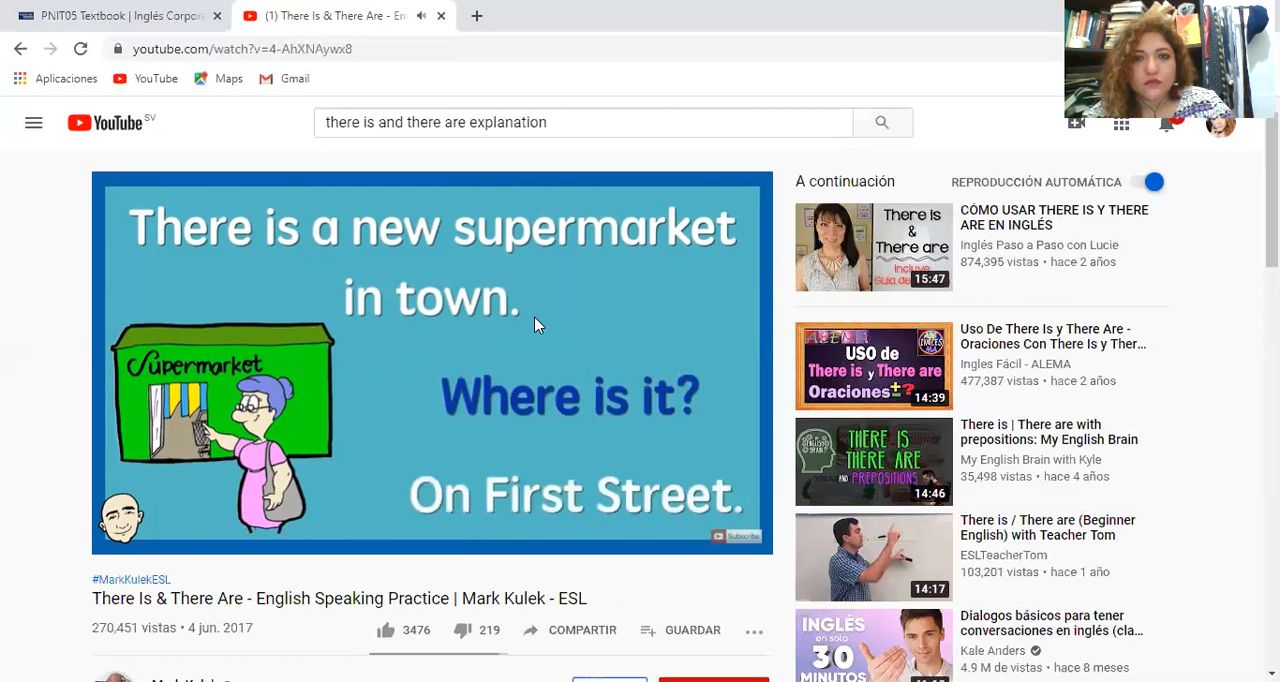 PNIT05 Textbook | Inglés Corpora
(1) There Is & There Are - En
youtube.com/watch?v=4-AhXNAywx8
Aplicaciones
YouTube
Maps
Gmail
YouTube SV
there is and there are explanation
There is a new supermarket
in town.
Supermarket
Where is it?
On First Street.
Subscribe
#MarkKulekESL
There Is & There Are - English Speaking Practice | Mark Kulek - ESL
270,451 vistas • 4 jun. 2017
3476
219
COMPARTIR
GUARDAR
A continuación
REPRODUCCIÓN AUTOMÁTICA
There is
&
There are
Incluye
15:47
CÓMO USAR THERE IS Y THERE
ARE EN INGLÉS
Inglés Paso a Paso con Lucie
874,395 vistas • hace 2 años
USO de
There is y There are
Oraciones
14:39
Uso De There Is y There Are -
Oraciones Con There Is y Ther...
Ingles Fácil - ALEMA
477,387 vistas • hace 2 años
ENGLISH
BRAIN
THERE IS
THERE ARE
AND PREPOSITIONS
14:46
There is | There are with
prepositions: My English Brain
My English Brain with Kyle
35,498 vistas • hace 4 años
14:17
There is / There are (Beginner
English) with Teacher Tom
ESLTeacherTom
103,201 vistas • hace 1 año
INGLÉS
en solo
30
MINUTOS
Dialogos básicos para tener
conversaciones en inglés (cla...
Kale Anders
4.9 M de vistas • hace 8 meses